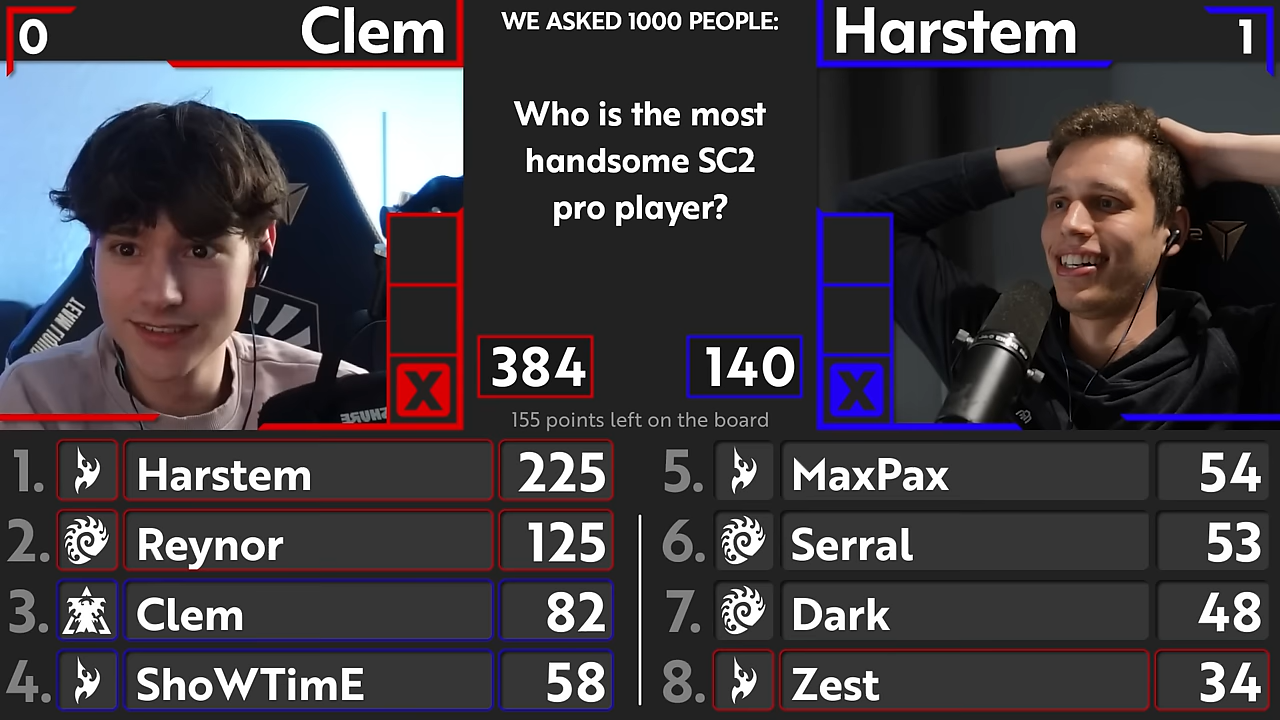 0
Clem
WE ASKED 1000 PEOPLE:
Harstem
1
Who is the most
handsome SC2
pro player?
X
384
140
X
155 points left on the board
1. Harstem 225
2. Reynor 125
3. Clem 82
4. ShoWTimE 58
5. MaxPax 54
6. Serral 53
7. Dark 48
8. Zest 34